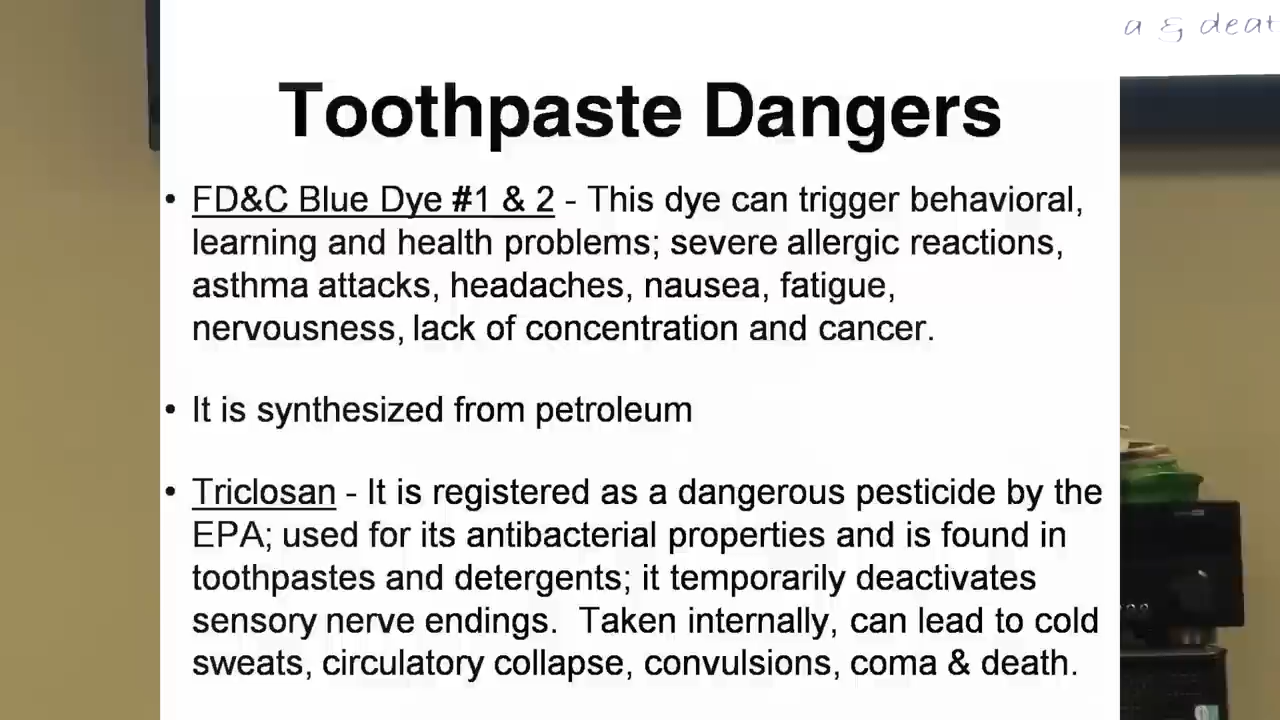 a & deat
Toothpaste Dangers
• FD&C Blue Dye #1 & 2 - This dye can trigger behavioral,
learning and health problems; severe allergic reactions,
asthma attacks, headaches, nausea, fatigue,
nervousness, lack of concentration and cancer.
• It is synthesized from petroleum
• Triclosan - It is registered as a dangerous pesticide by the
EPA; used for its antibacterial properties and is found in
toothpastes and detergents; it temporarily deactivates
sensory nerve endings. Taken internally, can lead to cold
sweats, circulatory collapse, convulsions, coma & death.